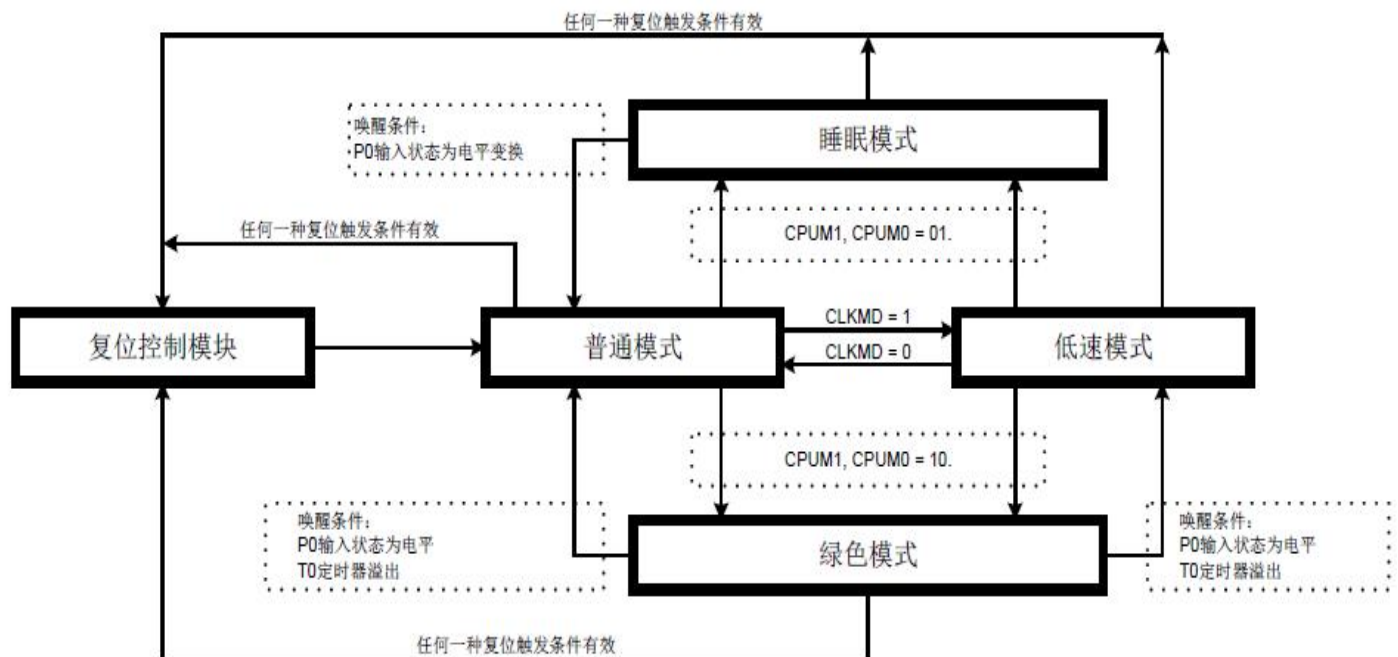 任何一种复位触发条件有效
唤醒条件：
P0输入状态为电平变换
睡眠模式
任何一种复位触发条件有效
CPUM1, CPUM0 = 01.
复位控制模块
普通模式
CLKMD = 1
CLKMD = 0
低速模式
CPUM1, CPUM0 = 10.
唤醒条件：
P0输入状态为电平
T0定时器溢出
绿色模式
唤醒条件：
P0输入状态为电平
T0定时器溢出
任何一种复位触发条件有效